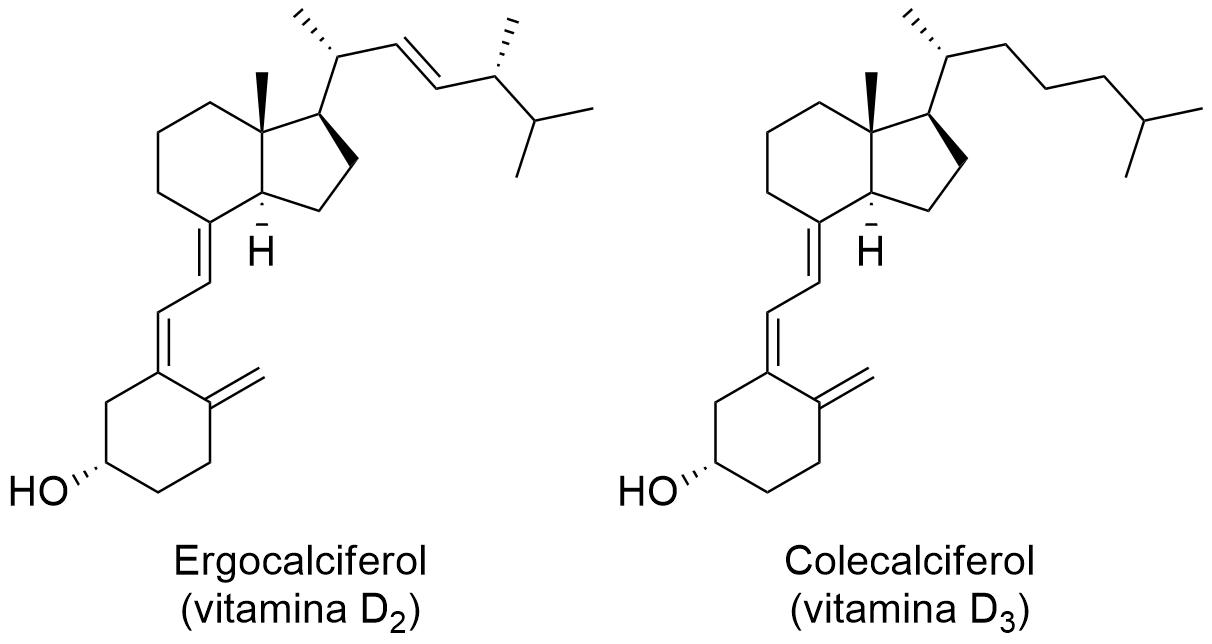 H
H
HO
HO
Ergocalciferol
(vitamina D₂)
Colecalciferol
(vitamina D₃)